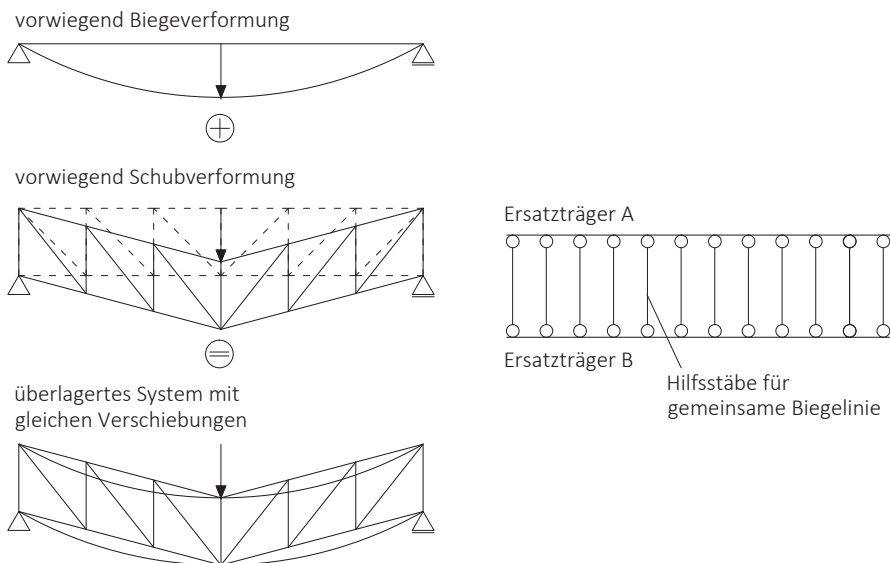 vorwiegend Biegeverformung
vorwiegend Schubverformung
überlagertes System mit
gleichen Verschiebungen
Ersatzträger A
Ersatzträger B
Hilfsstäbe für
gemeinsame Biegelinie